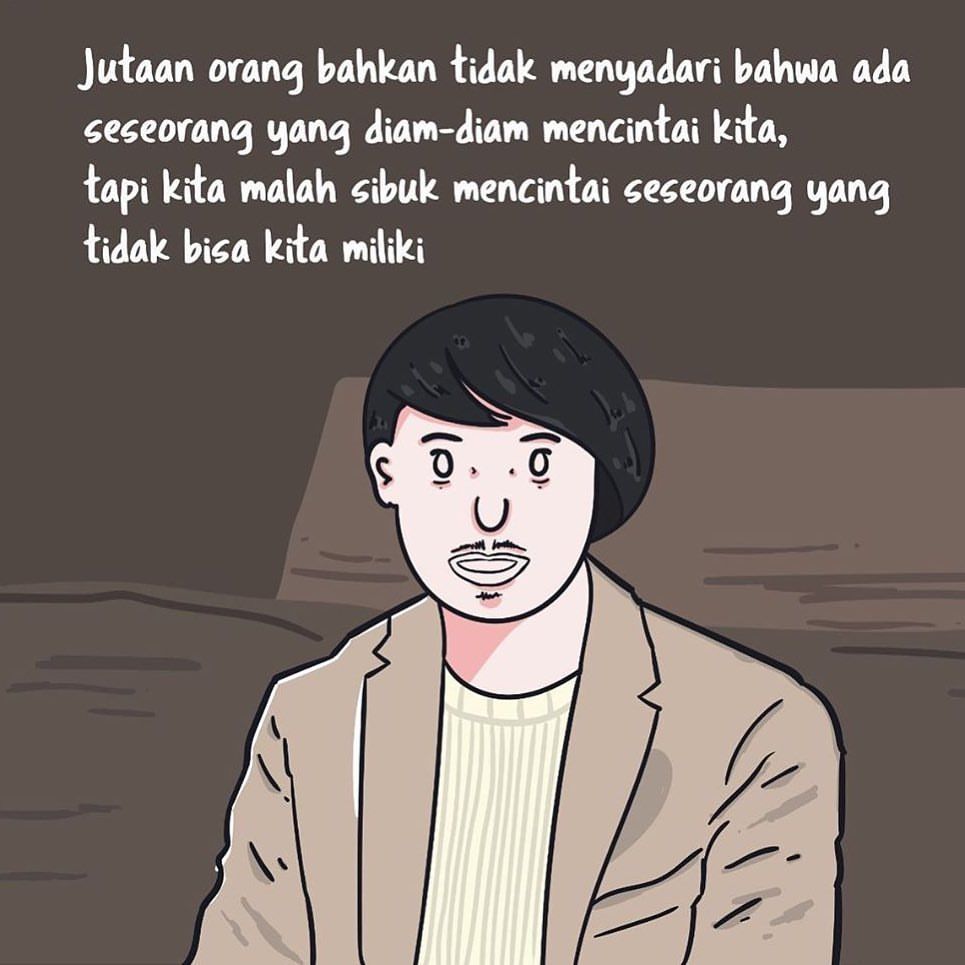 Jutaan orang bahkan tidak menyadari bahwa ada
seseorang yang diam-diam mencintai kita,
tapi kita malah sibuk mencintai seseorang yang
tidak bisa kita miliki